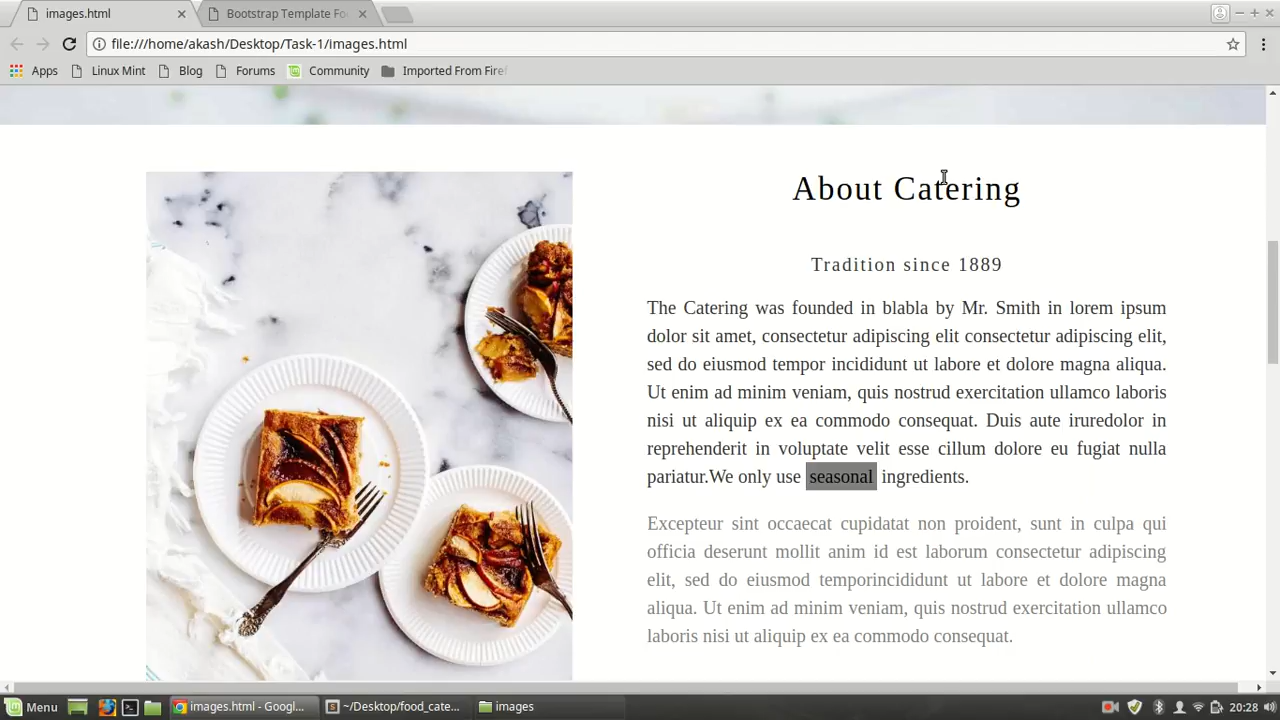 images.html
Bootstrap Template Fo
file:///home/akash/Desktop/Task-1/images.html
Apps
Linux Mint
Blog
Forums
Community
Imported From Firef
About Catering
Tradition since 1889
The Catering was founded in blabla by Mr. Smith in lorem ipsum
dolor sit amet, consectetur adipiscing elit consectetur adipiscing elit,
sed do eiusmod tempor incididunt ut labore et dolore magna aliqua.
Ut enim ad minim veniam, quis nostrud exercitation ullamco laboris
nisi ut aliquip ex ea commodo consequat. Duis aute iruredolor in
reprehenderit in voluptate velit esse cillum dolore eu fugiat nulla
pariatur.We only use seasonal ingredients.
Excepteur sint occaecat cupidatat non proident, sunt in culpa qui
officia deserunt mollit anim id est laborum consectetur adipiscing
elit, sed do eiusmod temporincididunt ut labore et dolore magna
aliqua. Ut enim ad minim veniam, quis nostrud exercitation ullamco
laboris nisi ut aliquip ex ea commodo consequat.
Menu
images.html - Googl...
~/Desktop/food_cate...
images
20:28